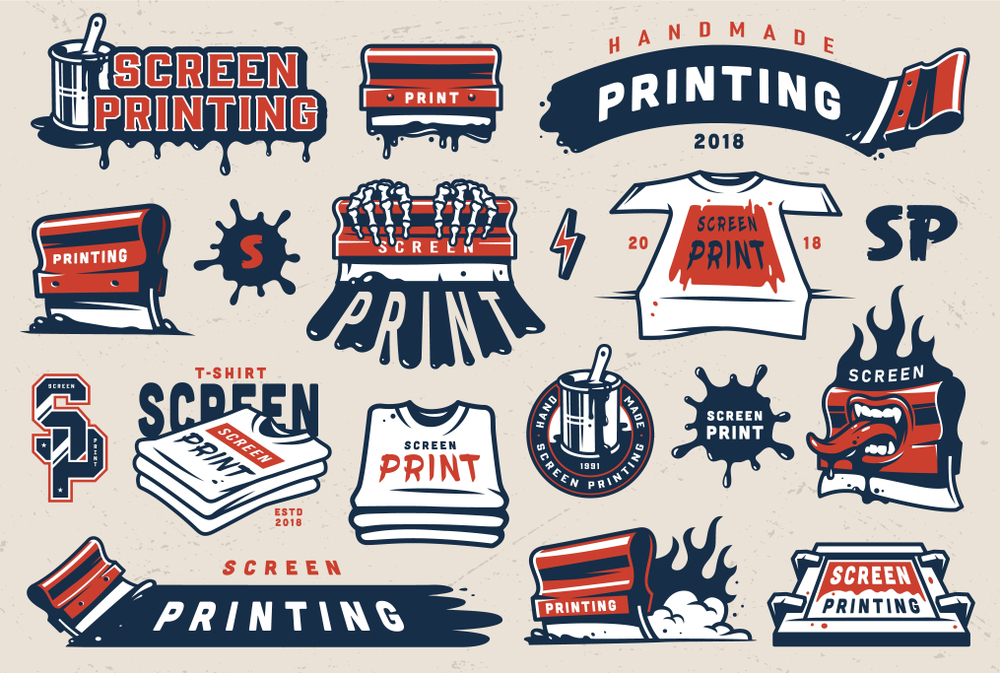 SCREEN
PRINTING
PRINT
HANDMADE
PRINTING
2018
PRINTING
S
SCREEN
PRINT
20
SCREEN
PRINT
18
SP
SCREEN
SP
PRINT
T-SHIRT
SCREEN
SCREEN
PRINT
ESTD
2018
SCREEN
PRINT
HAND MADE
1991
SCREEN PRINTING
SCREEN
PRINT
SCREEN
SCREEN
PRINTING
PRINTING
SCREEN
PRINTING